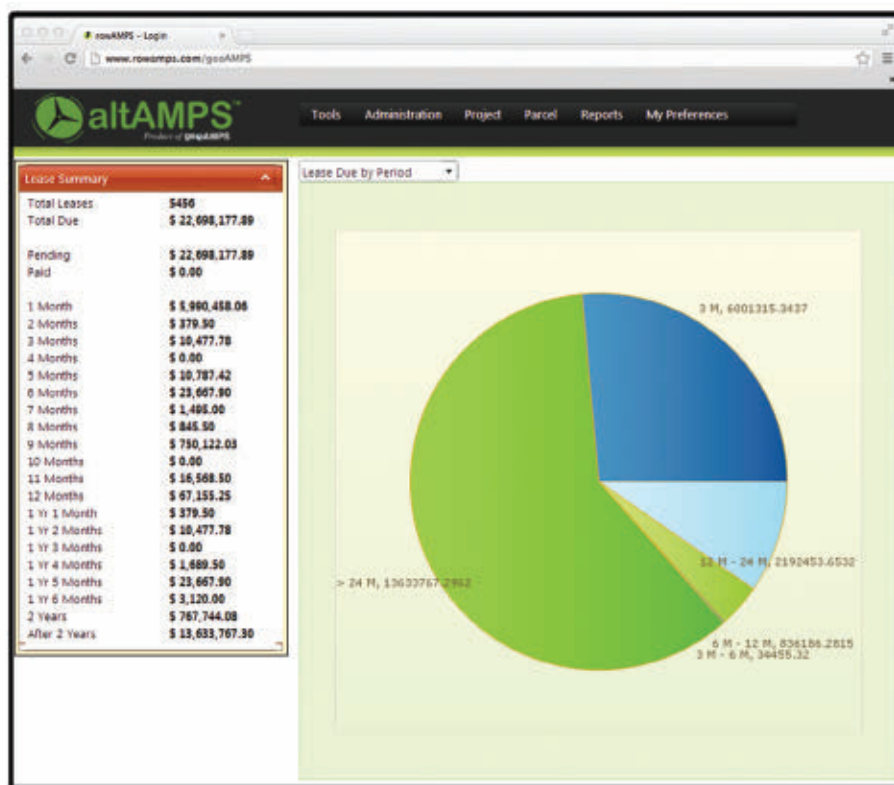 rowAMPS - Login
www.rowamps.com/geoAMPS
altAMPS™
Product of geoAMPS
Tools Administration Project Parcel Reports My Preferences
Lease Summary
Total Leases 5456
Total Due $ 22,698,177.89
Pending $ 22,698,177.89
Paid $ 0.00
1 Month $ 5,990,458.06
2 Months $ 379.50
3 Months $ 10,477.78
4 Months $ 0.00
5 Months $ 10,787.42
6 Months $ 23,667.90
7 Months $ 1,495.00
8 Months $ 845.50
9 Months $ 750,122.03
10 Months $ 0.00
11 Months $ 16,568.50
12 Months $ 67,155.25
1 Yr 1 Month $ 379.50
1 Yr 2 Months $ 10,477.78
1 Yr 3 Months $ 0.00
1 Yr 4 Months $ 1,689.50
1 Yr 5 Months $ 23,667.90
1 Yr 6 Months $ 3,120.00
2 Years $ 767,744.08
After 2 Years $ 13,633,767.30
Lease Due by Period
3 M, 6001315.3437
12 M - 24 M, 2192453.6532
> 24 M, 13633767.2962
6 M - 12 M, 836186.2815
3 M - 6 M, 34455.32